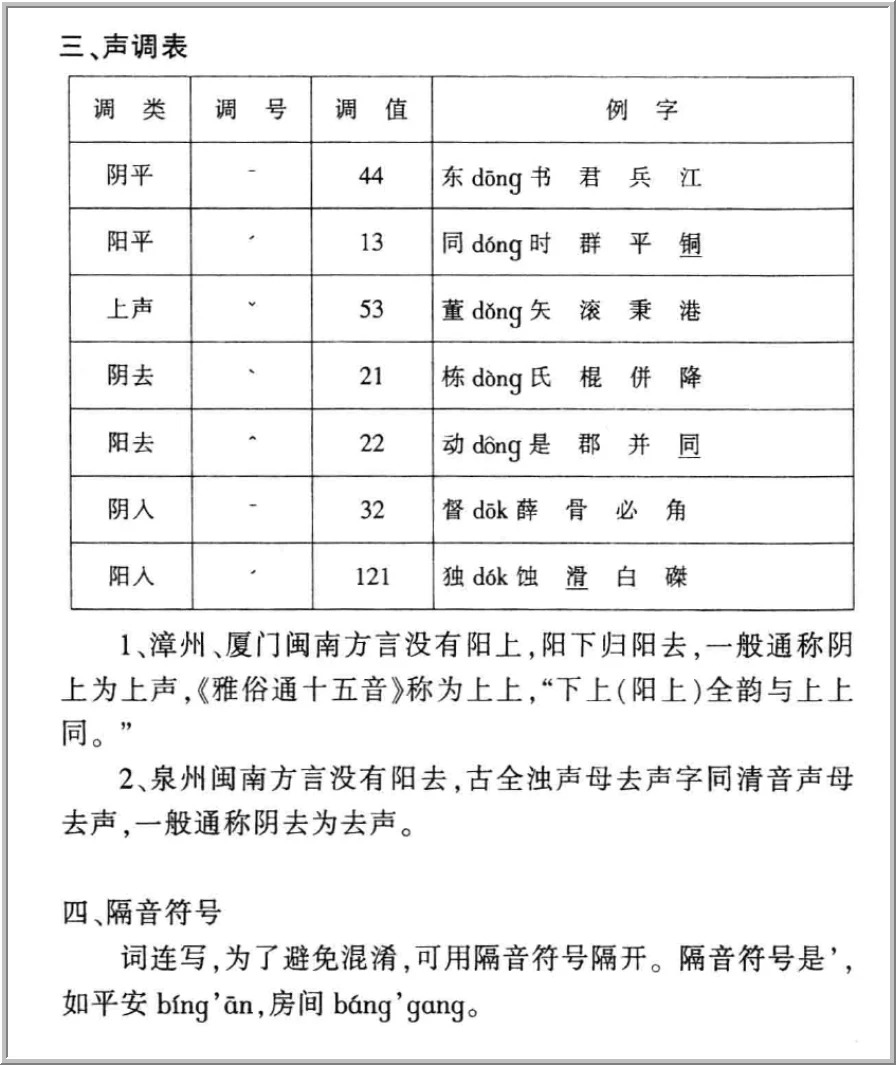 三、声调表
调 类 调 号 调 值 例 字
阴平 ˉ 44 东 dōng 书 君 兵 江
阳平 ˊ 13 同 dóng 时 群 平 铜
上声 ˇ 53 董 dǒng 矢 滚 秉 港
阴去 ˋ 21 栋 dòng 氏 棍 併 降
阳去 ˆ 22 动 dông 是 郡 并 同
阴入 ˉ 32 督 dōk 薛 骨 必 角
阳入 ˊ 121 独 dók 蚀 滑 白 磔
1、漳州、厦门闽南方言没有阳上,阳下归阳去,一般通称阴
上为上声,《雅俗通十五音》称为上上,“下上(阳上)全韵与上上
同。”
2、泉州闽南方言没有阳去,古全浊声母去声字同清音声母
去声,一般通称阴去为去声。
四、隔音符号
词连写,为了避免混淆,可用隔音符号隔开。隔音符号是’,
如平安 bíng’ān,房间 báng’gang。